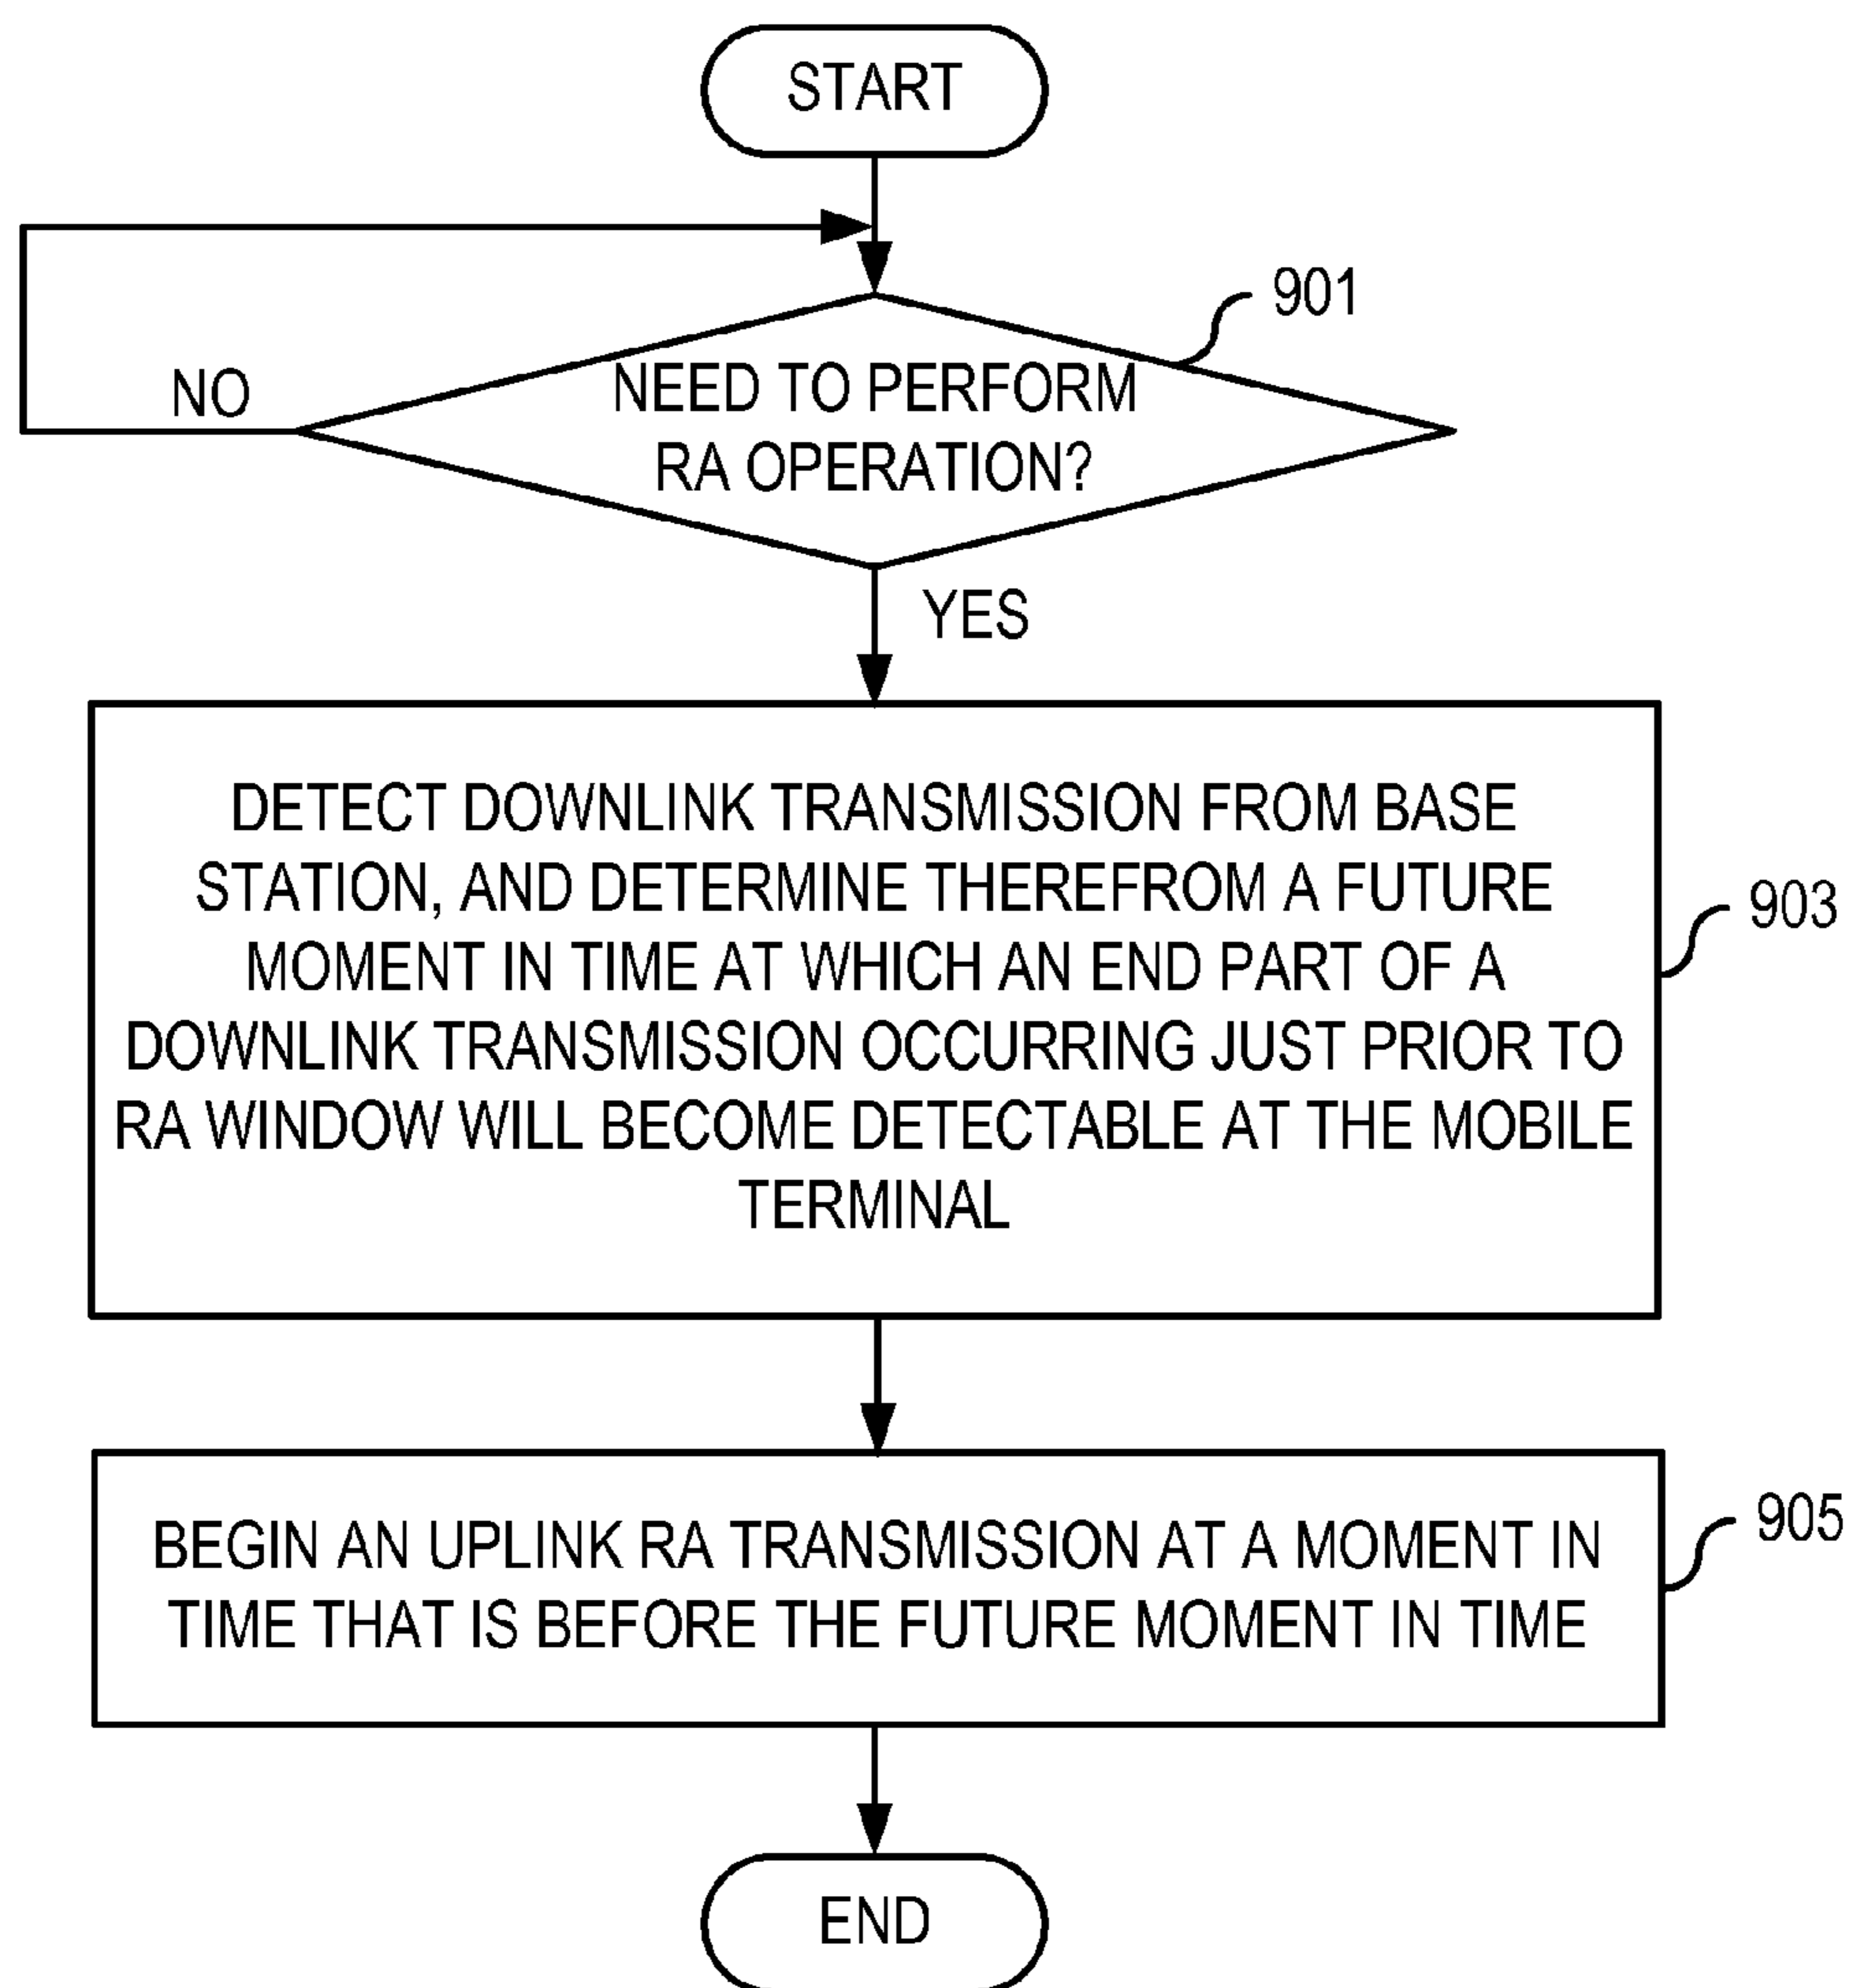 START
901
NO
NEED TO PERFORM
RA OPERATION?
YES
DETECT DOWNLINK TRANSMISSION FROM BASE
STATION, AND DETERMINE THEREFROM A FUTURE
MOMENT IN TIME AT WHICH AN END PART OF A
DOWNLINK TRANSMISSION OCCURRING JUST PRIOR TO
RA WINDOW WILL BECOME DETECTABLE AT THE MOBILE
TERMINAL
903
BEGIN AN UPLINK RA TRANSMISSION AT A MOMENT IN
TIME THAT IS BEFORE THE FUTURE MOMENT IN TIME
905
END